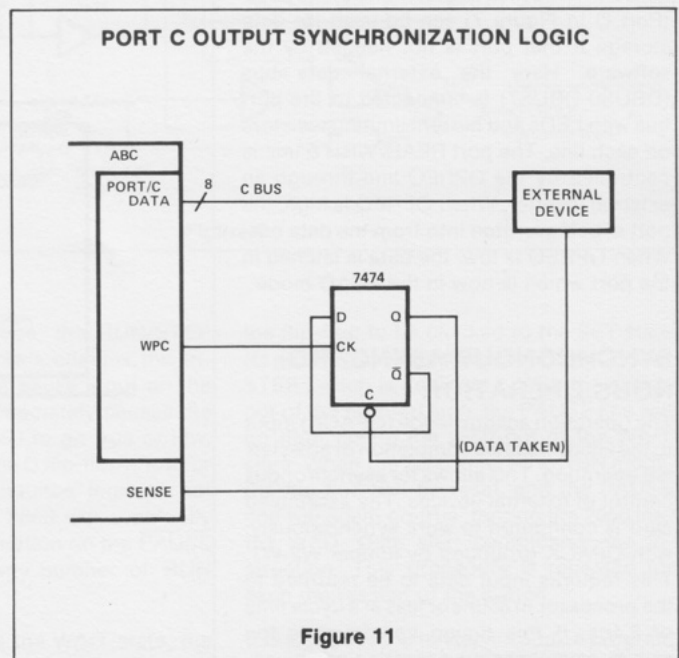 PORT C OUTPUT SYNCHRONIZATION LOGIC
ABC
PORT/C
DATA
8
C BUS
EXTERNAL
DEVICE
7474
D
Q
WPC
CK
Q̅
C
(DATA TAKEN)
SENSE
Figure 11